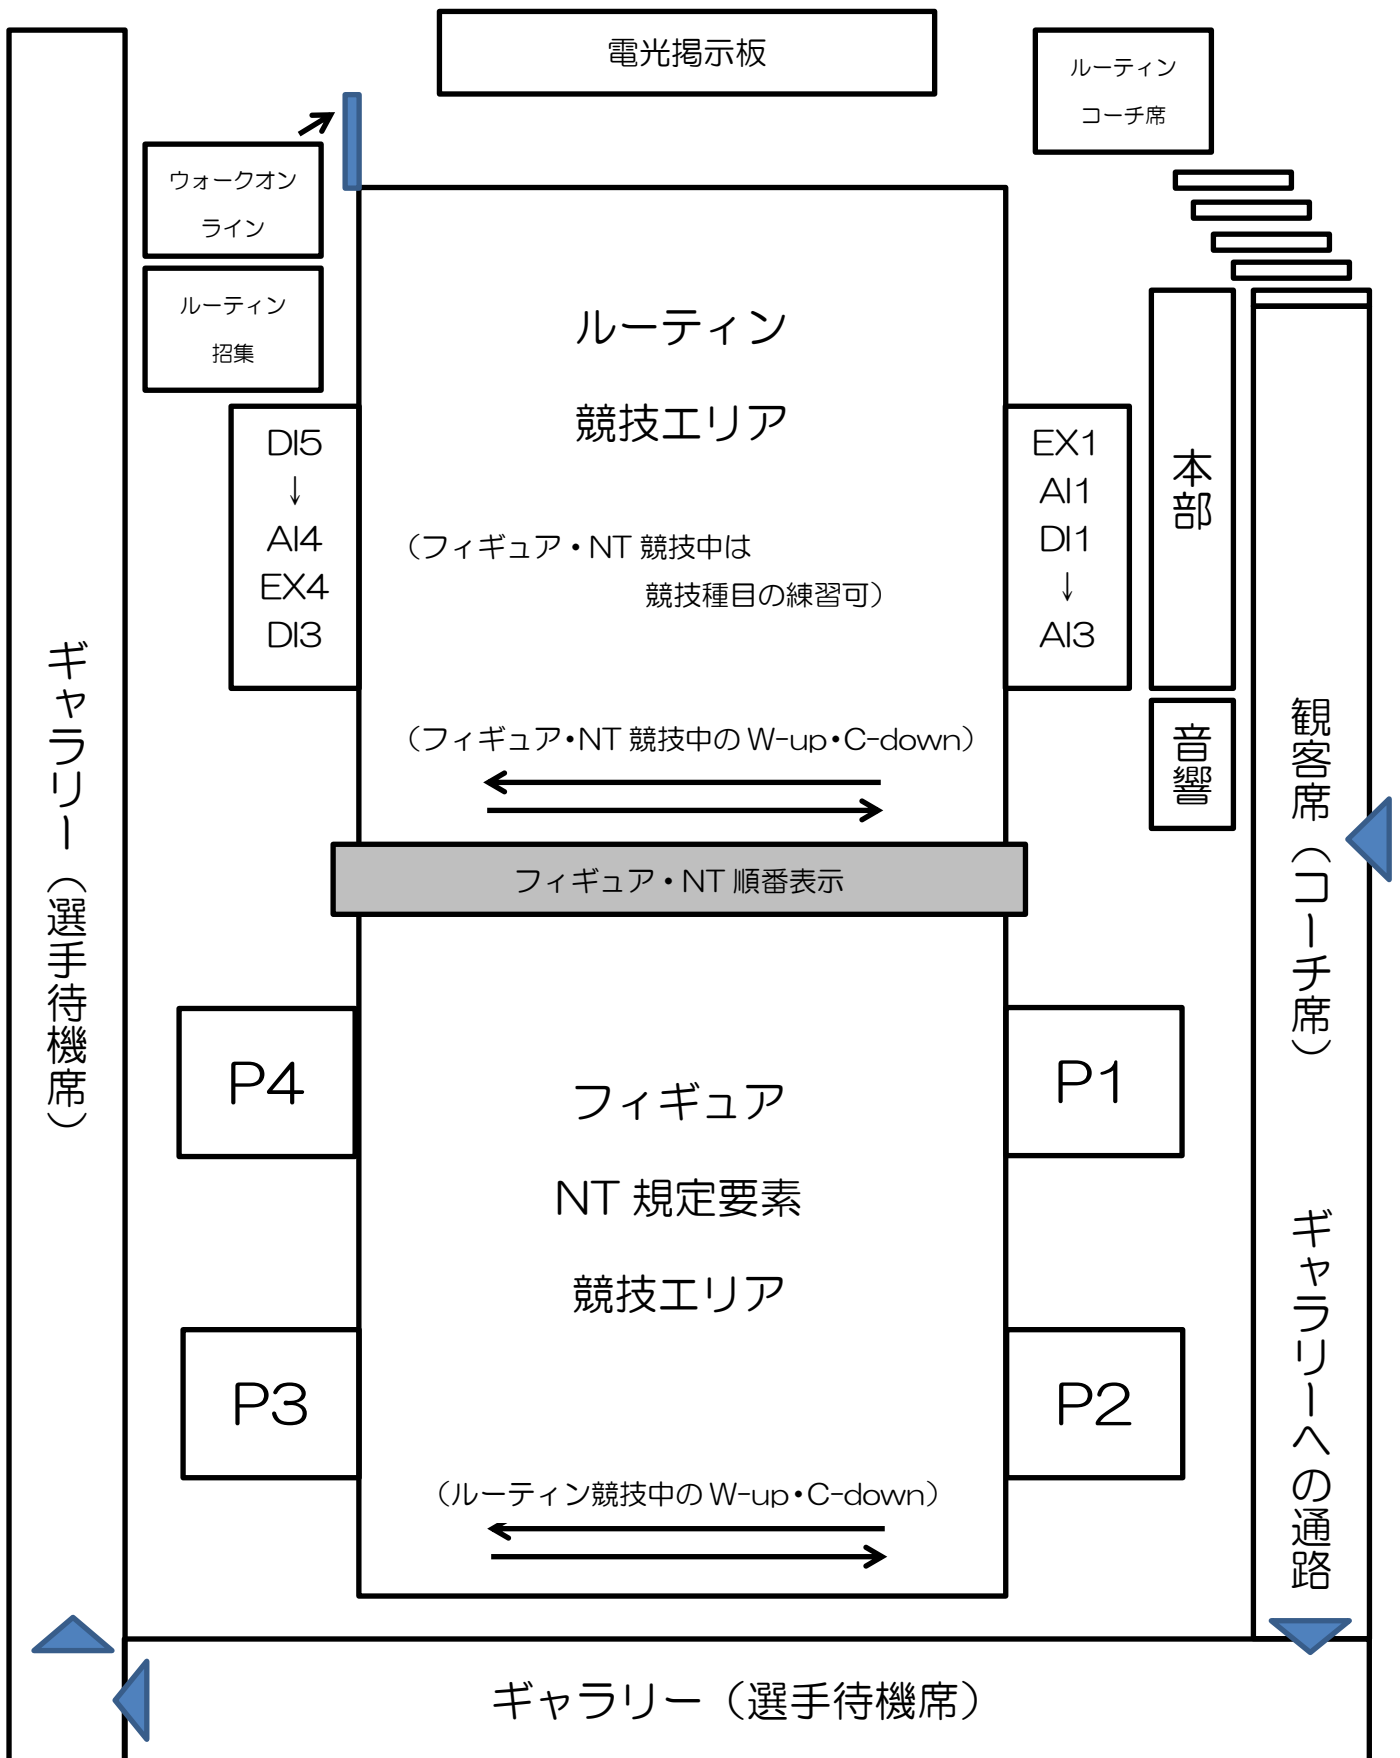 電光掲示板
ルーティン
コーチ席
ウォークオン
ライン
ルーティン
招集
ルーティン
競技エリア
（フィギュア・NT 競技中は
競技種目の練習可）
DI5
↓
AI4
EX4
DI3
EX1
AI1
DI1
↓
AI3
本部
音響
（フィギュア・NT 競技中の W-up・C-down）
フィギュア・NT 順番表示
ギャラリー（選手待機席）
観客席（コーチ席）
ギャラリーへの通路
P4
P1
フィギュア
NT 規定要素
競技エリア
P3
P2
（ルーティン競技中の W-up・C-down）
ギャラリー（選手待機席）